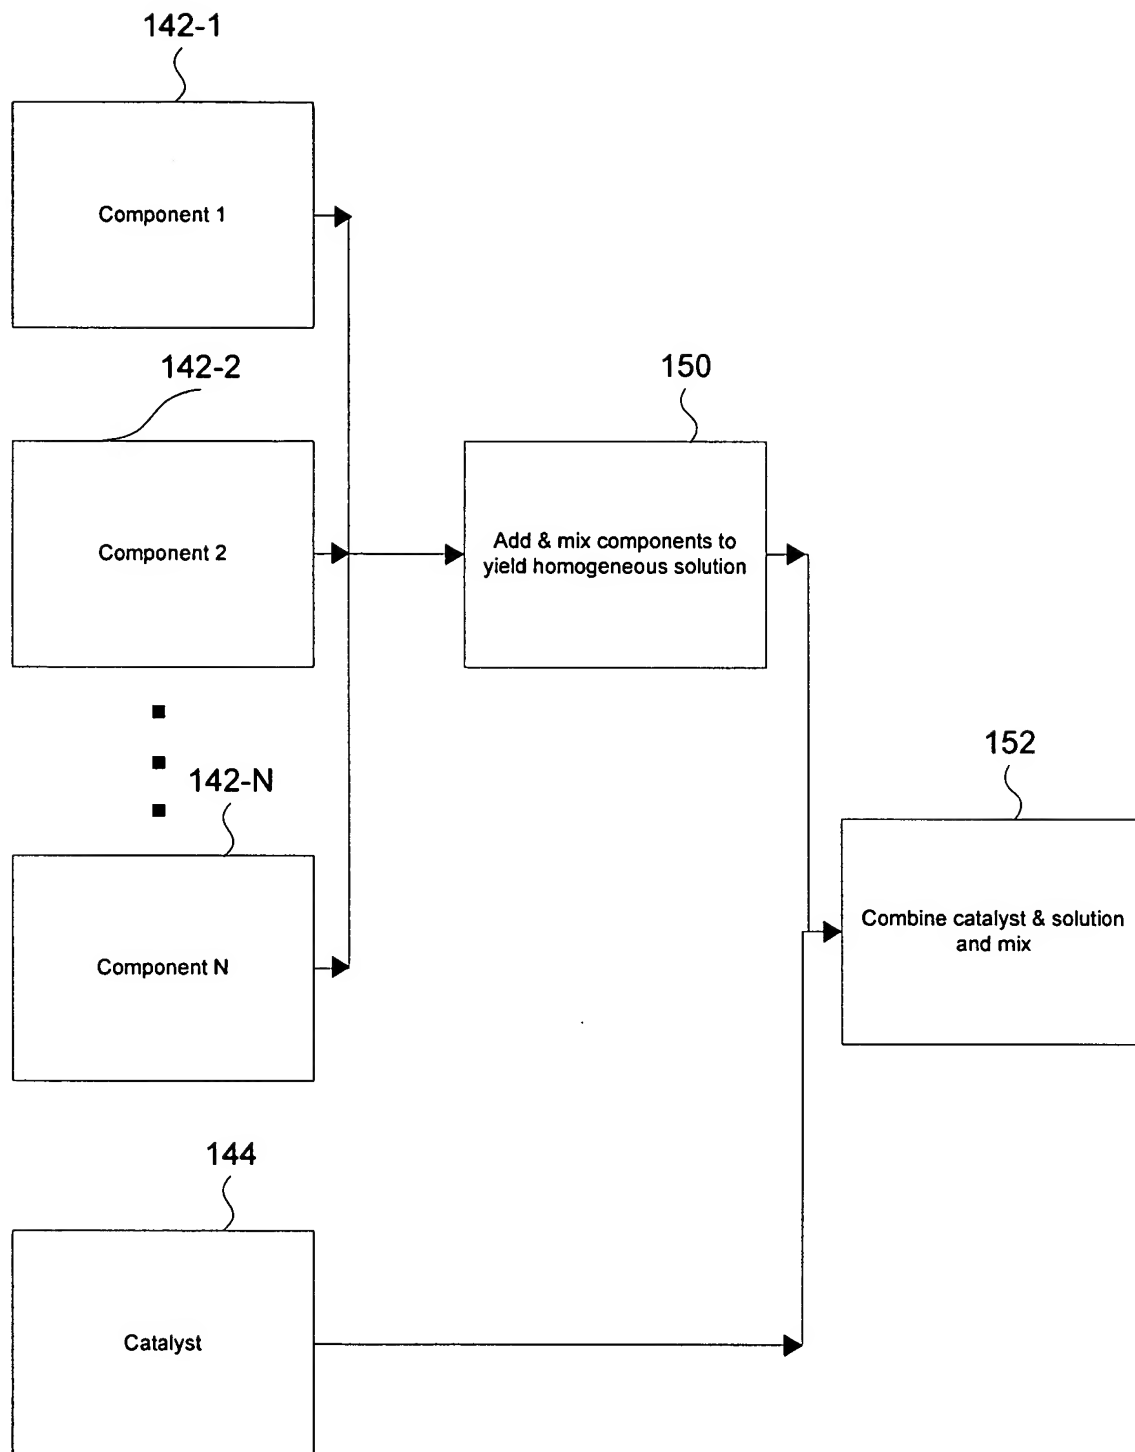 142-1
Component 1
142-2
Component 2
150
Add & mix components to
yield homogeneous solution
142-N
Component N
152
Combine catalyst & solution
and mix
144
Catalyst